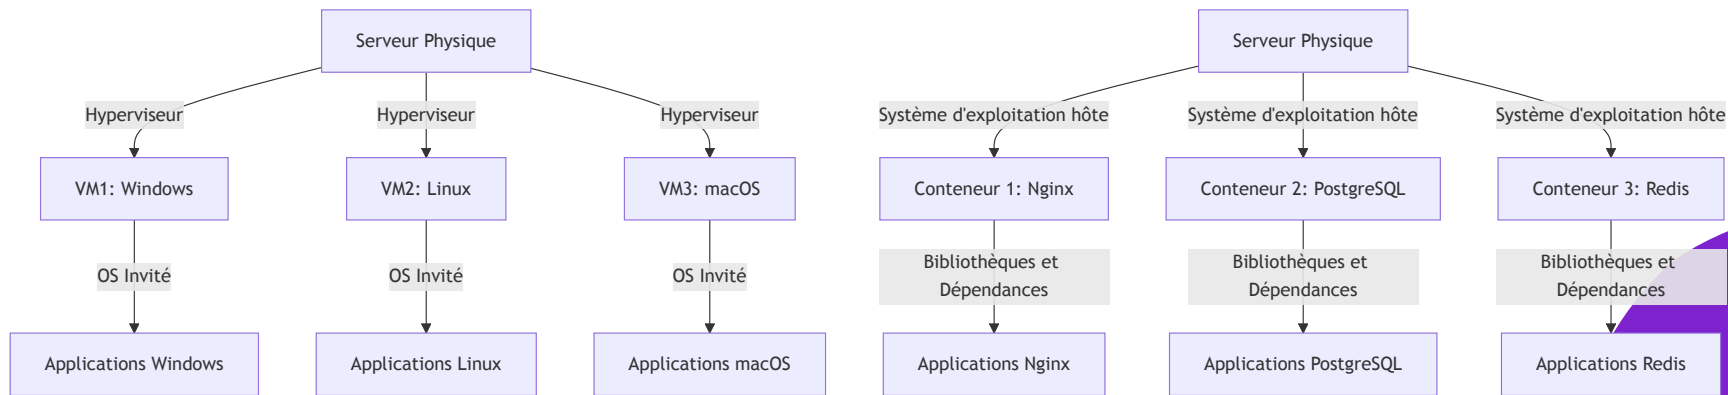 Serveur Physique
Hyperviseur
Hyperviseur
Hyperviseur
VM1: Windows
VM2: Linux
VM3: macOS
OS Invité
OS Invité
OS Invité
Applications Windows
Applications Linux
Applications macOS
Serveur Physique
Système d'exploitation hôte
Système d'exploitation hôte
Système d'exploitation hôte
Conteneur 1: Nginx
Conteneur 2: PostgreSQL
Conteneur 3: Redis
Bibliothèques et
Dépendances
Bibliothèques et
Dépendances
Bibliothèques et
Dépendances
Applications Nginx
Applications PostgreSQL
Applications Redis